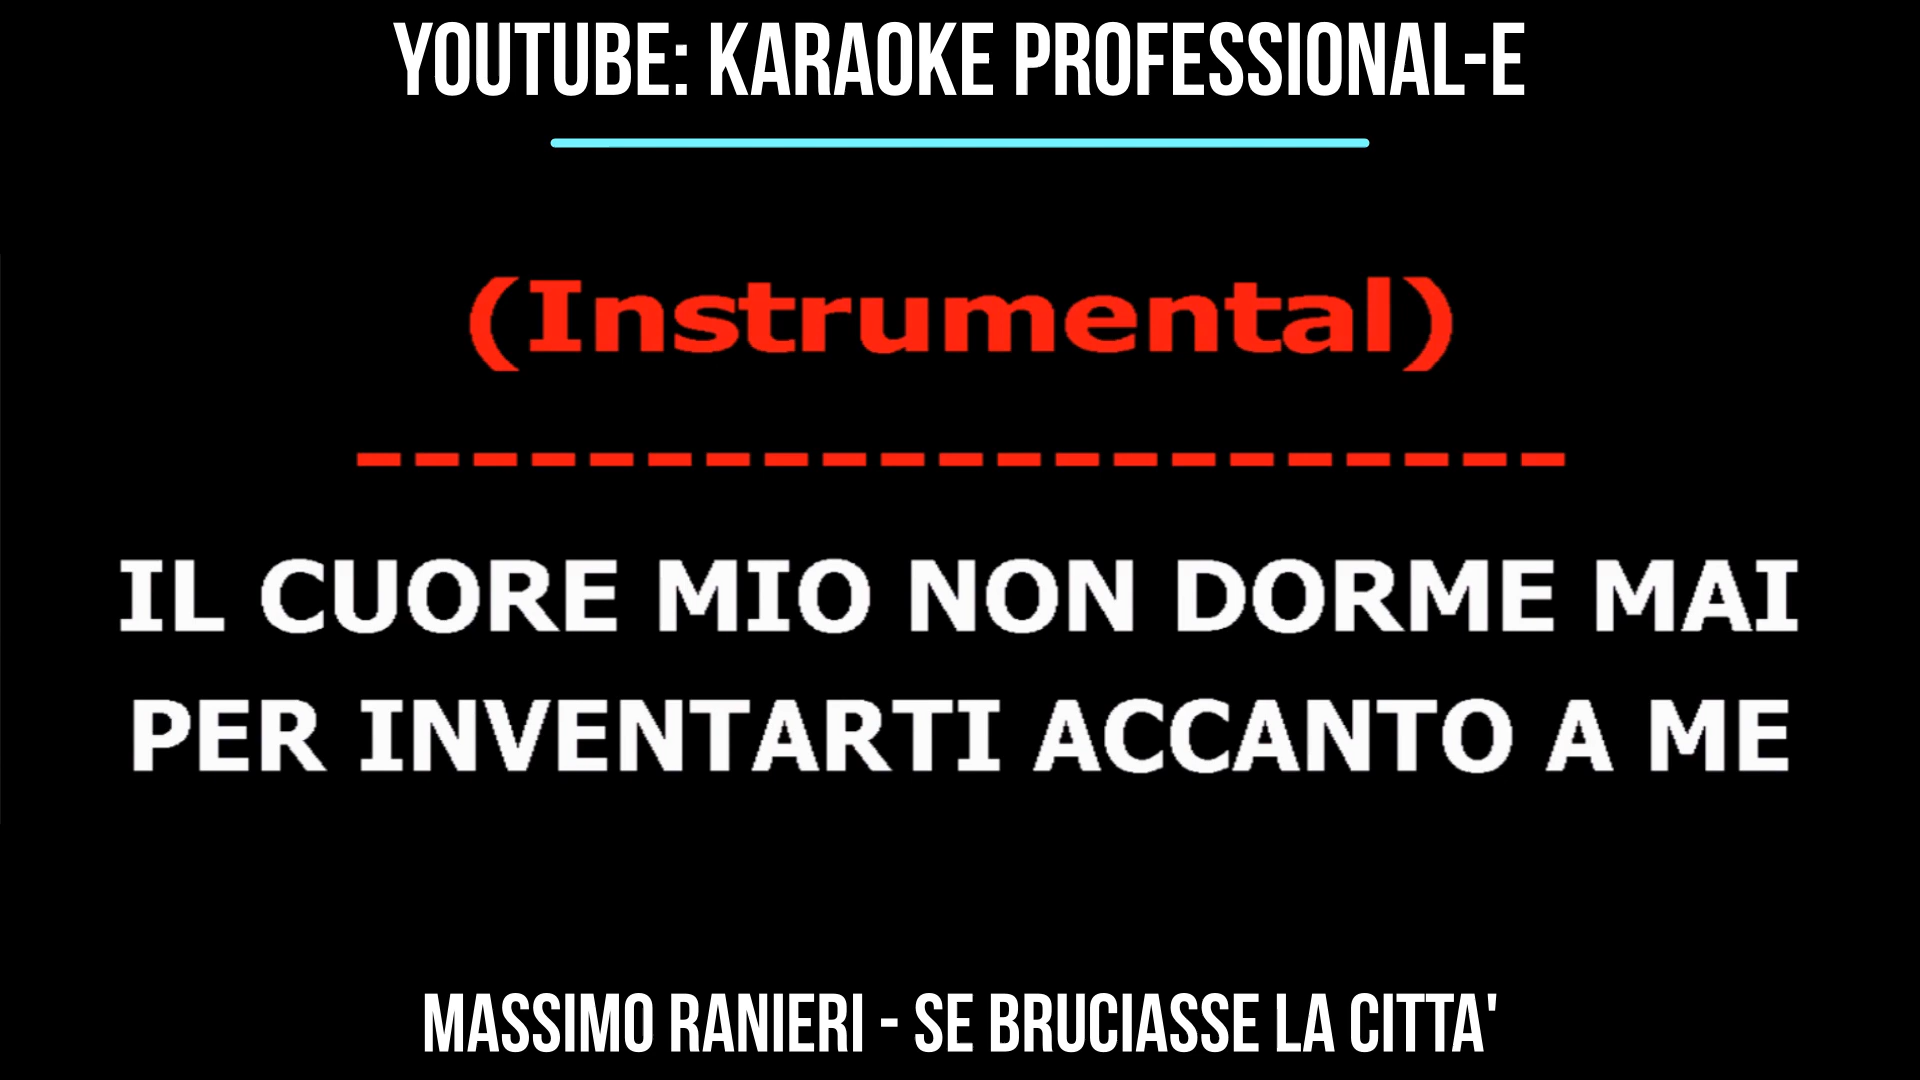 YOUTUBE: KARAOKE PROFESSIONAL-E
(Instrumental)
---------------------
IL CUORE MIO NON DORME MAI
PER INVENTARTI ACCANTO A ME
MASSIMO RANIERI - SE BRUCIASSE LA CITTA'